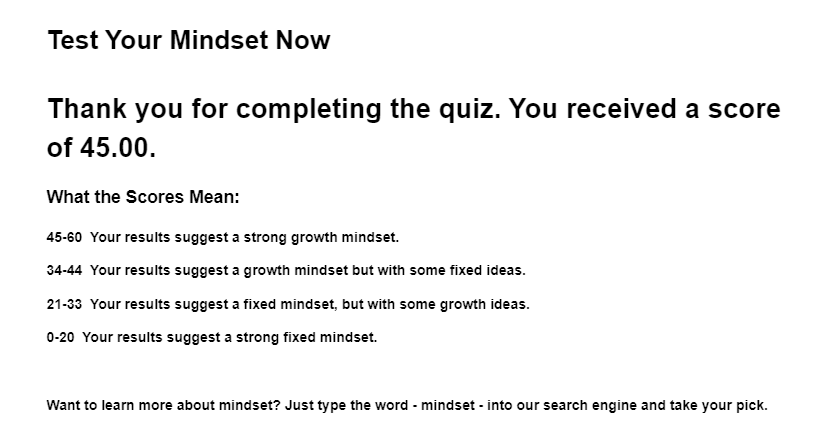 Test Your Mindset Now
Thank you for completing the quiz. You received a score
of 45.00.
What the Scores Mean:
45-60  Your results suggest a strong growth mindset.
34-44  Your results suggest a growth mindset but with some fixed ideas.
21-33  Your results suggest a fixed mindset, but with some growth ideas.
0-20  Your results suggest a strong fixed mindset.
Want to learn more about mindset? Just type the word - mindset - into our search engine and take your pick.